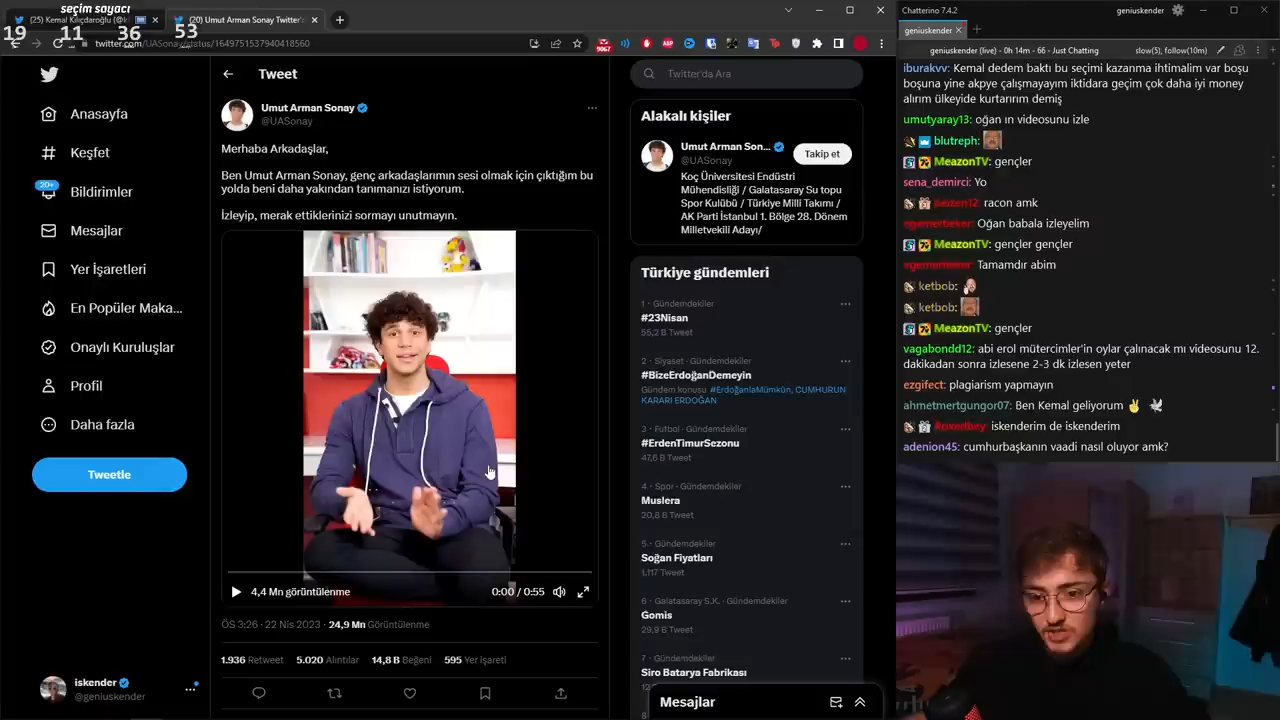 seçim sayacı
19 11 36 53
(25) Kemal Kılıçdaroğlu (@k
(20) Umut Arman Sonay Twitter'
twitter.com/UASonay/status/1649751537940418560
Anasayfa
Keşfet
20+
Bildirimler
Mesajlar
Yer İşaretleri
En Popüler Maka...
Onaylı Kuruluşlar
Profil
Daha fazla
Tweetle
iskender
@geniuskender
Tweet
Umut Arman Sonay
@UASonay
Merhaba Arkadaşlar,
Ben Umut Arman Sonay, genç arkadaşlarımın sesi olmak için çıktığım bu
yolda beni daha yakından tanımanızı istiyorum.
İzleyip, merak ettiklerinizi sormayı unutmayın.
4,4 Mn görüntülenme
0:00 / 0:55
ÖS 3:26 · 22 Nis 2023 · 24,9 Mn Görüntülenme
1.936 Retweet 5.020 Alıntılar 14,8 B Beğeni 595 Yer İşareti
Twitter'da Ara
Alakalı kişiler
Umut Arman Son...
@UASonay
Takip et
Koç Üniversitesi Endüstri
Mühendisliği / Galatasaray Su topu
Spor Kulübü / Türkiye Milli Takımı /
AK Parti İstanbul 1. Bölge 28. Dönem
Milletvekili Adayı/
Türkiye gündemleri
1 · Gündemdekiler
#23Nisan
55,2 B Tweet
2 · Siyaset · Gündemdekiler
#BizeErdoğanDemeyin
Gündem konusu #ErdoğanlaMümkün, CUMHURUN
KARARI ERDOĞAN
3 · Futbol · Gündemdekiler
#ErdenTimurSezonu
47,6 B Tweet
4 · Spor · Gündemdekiler
Muslera
20,8 B Tweet
5 · Gündemdekiler
Soğan Fiyatları
1.117 Tweet
6 · Galatasaray S.K. · Gündemdekiler
Gomis
29,9 B Tweet
7 · Gündemdekiler
Siro Batarya Fabrikası
Mesajlar
Chatterino 7.4.2
geniuskender
geniuskender
geniuskender (live) - 0h 14m - 66 - Just Chatting
slow(5), follow(10m)
iburakvv: Kemal dedem baktı bu seçimi kazanma ihtimalim var boşu
boşuna yine akpye çalışmayayım iktidara geçim çok daha iyi money
alırım ülkeyide kurtarırım demiş
umutyaray13: oğan ın videosunu izle
blutreph:
MeazonTV: gençler
sena_demirci: Yo
keizen12: racon amk
egemertieker: Oğan babala izleyelim
MeazonTV: gençler gençler
egemertieker: Tamamdır abim
ketbob:
ketbob:
MeazonTV: gençler
vagabondd12: abi erol mütercimler'in oylar çalınacak mı videosunu 12.
dakikadan sonra izlesene 2-3 dk izlesen yeter
ezgifect: plagiarism yapmayın
ahmetmertgungor07: Ben Kemal geliyorum ✌ 🕊
iskenderim de iskenderim
adenion45: cumhurbaşkanın vaadi nasıl oluyor amk?